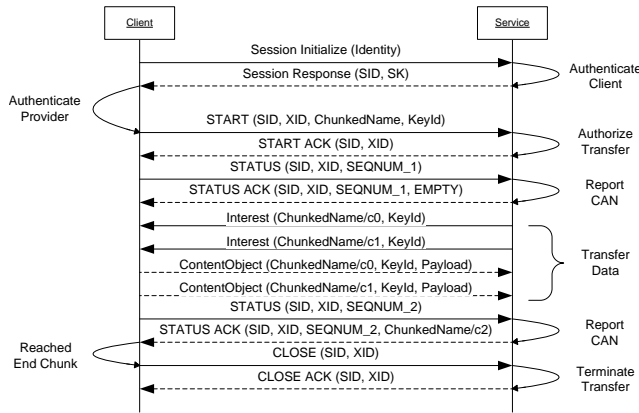 Client
Service
Session Initialize (Identity)
Session Response (SID, SK)
Authenticate
Client
Authenticate
Provider
START (SID, XID, ChunkedName, KeyId)
START ACK (SID, XID)
Authorize
Transfer
STATUS (SID, XID, SEQNUM_1)
STATUS ACK (SID, XID, SEQNUM_1, EMPTY)
Report
CAN
Interest (ChunkedName/c0, KeyId)
Interest (ChunkedName/c1, KeyId)
ContentObject (ChunkedName/c0, KeyId, Payload)
ContentObject (ChunkedName/c1, KeyId, Payload)
Transfer
Data
STATUS (SID, XID, SEQNUM_2)
STATUS ACK (SID, XID, SEQNUM_2, ChunkedName/c2)
Report
CAN
Reached
End Chunk
CLOSE (SID, XID)
CLOSE ACK (SID, XID)
Terminate
Transfer